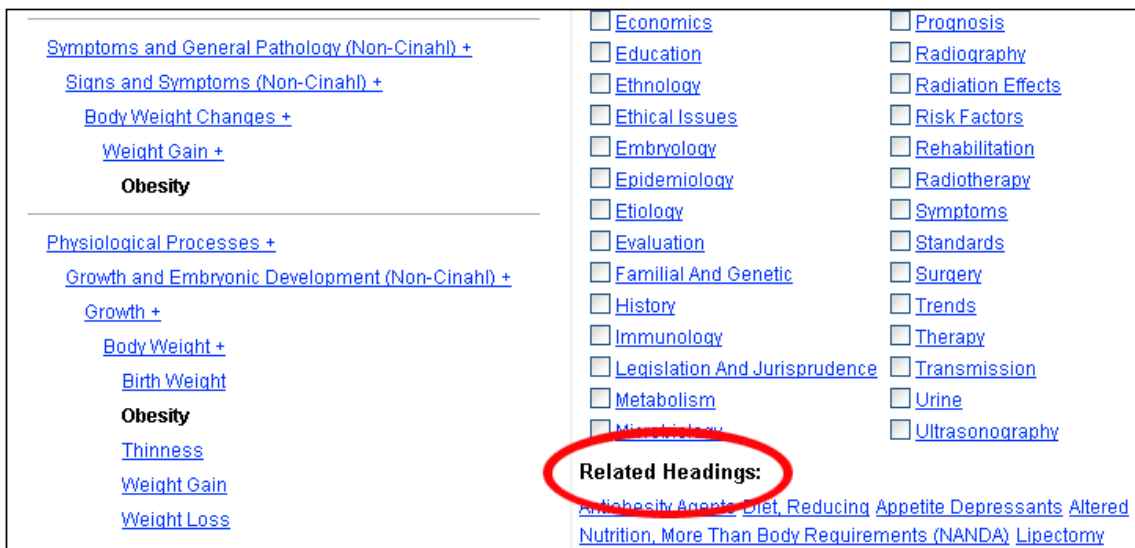 Symptoms and General Pathology (Non-Cinahl) +
Signs and Symptoms (Non-Cinahl) +
Body Weight Changes +
Weight Gain +
Obesity
Physiological Processes +
Growth and Embryonic Development (Non-Cinahl) +
Growth +
Body Weight +
Birth Weight
Obesity
Thinness
Weight Gain
Weight Loss
Economics
Education
Ethnology
Ethical Issues
Embryology
Epidemiology
Etiology
Evaluation
Familial And Genetic
History
Immunology
Legislation And Jurisprudence
Metabolism
Microbiology
Prognosis
Radiography
Radiation Effects
Risk Factors
Rehabilitation
Radiotherapy
Symptoms
Standards
Surgery
Trends
Therapy
Transmission
Urine
Ultrasonography
Related Headings:
Antiobesity Agents Diet, Reducing Appetite Depressants Altered
Nutrition, More Than Body Requirements (NANDA) Lipectomy